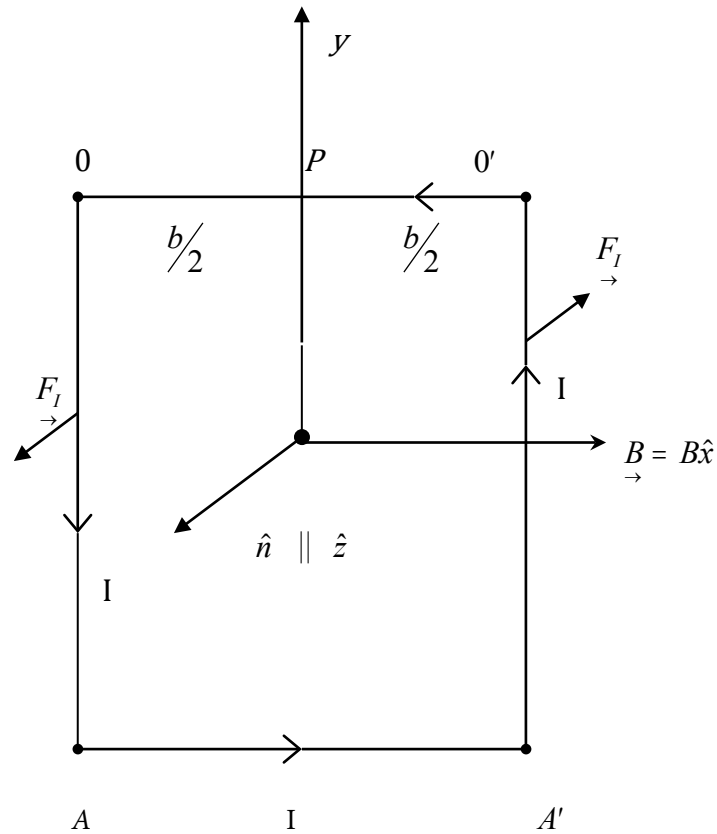 y
0 P 0′
b/2 b/2
F_I
→
F_I
→
I
B = Bx̂
→
n̂ || ẑ
I
A I A′